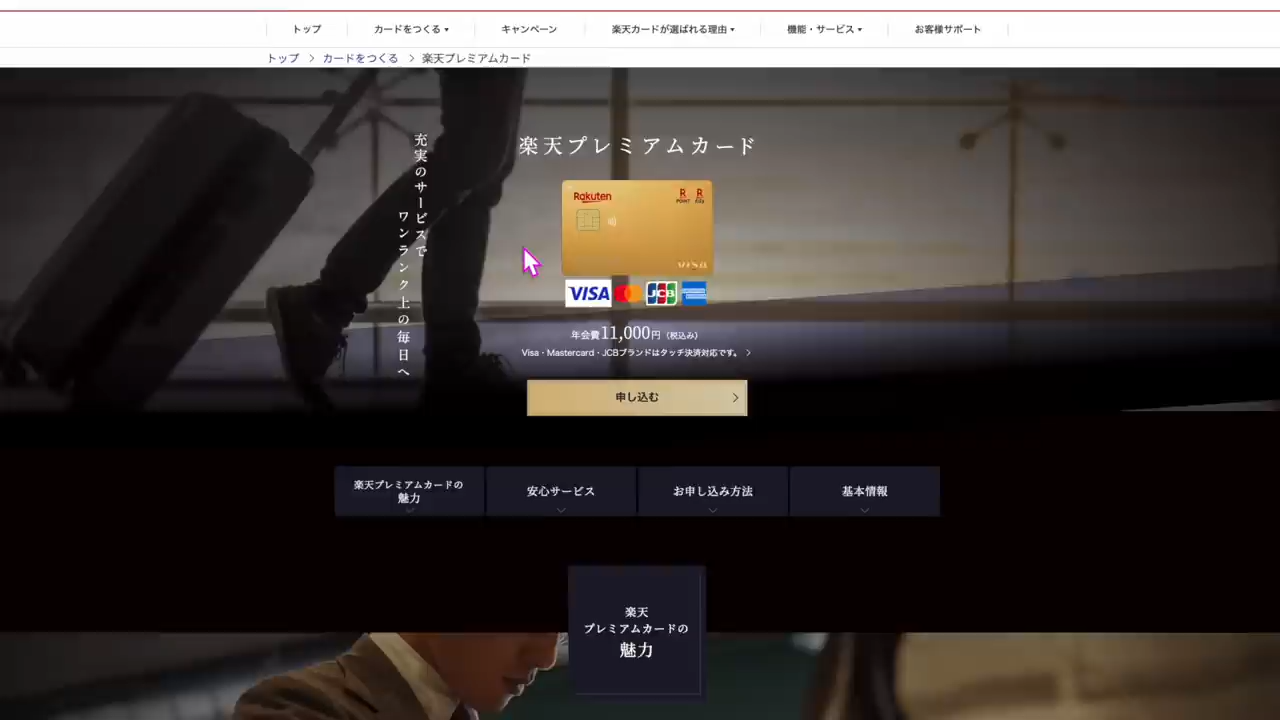 トップ
カードをつくる
キャンペーン
楽天カードが選ばれる理由
機能・サービス
お客様サポート
トップ > カードをつくる > 楽天プレミアムカード
充実のサービスで
ワンランク上の毎日へ
楽天プレミアムカード
Rakuten
R POINT
R Edy
VISA
VISA
JCB
年会費11,000円（税込み）
Visa・Mastercard・JCBブランドはタッチ決済対応です。
申し込む
楽天プレミアムカードの
魅力
安心サービス
お申し込み方法
基本情報
楽天
プレミアムカードの
魅力